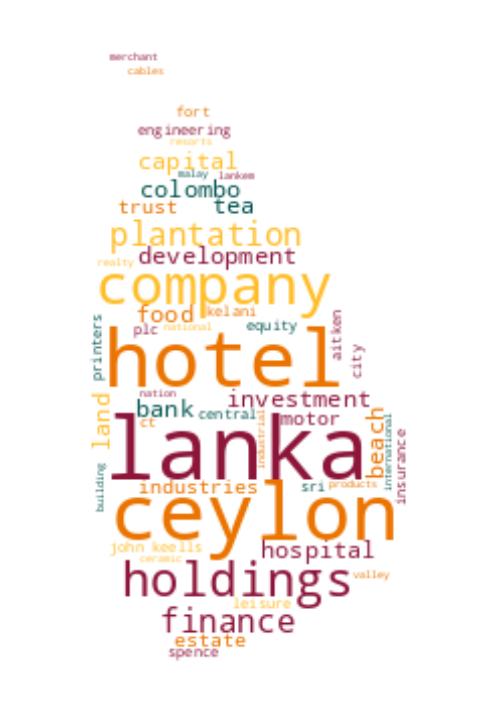 merchant
cables
fort
engineering
resorts
capital
malay lankem
colombo
trust tea
plantation
development
realty
company
food kelani
plc national equity
printers
aitken
city
hotel
nation
investment
bank central
land
ct
industrial
motor
beach
international
insurance
lanka
building
industries sri products
ceylon
john keells hospital
ceramic
holdings valley
leisure
finance
estate
spence